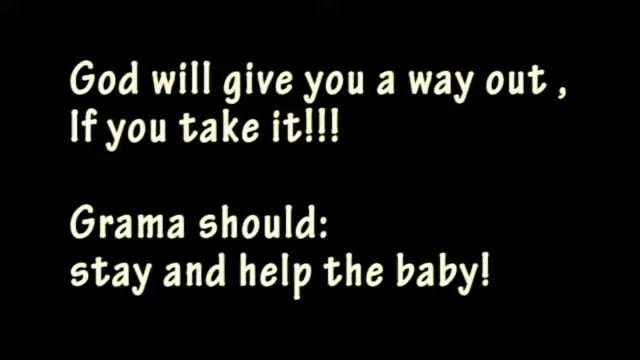 God will give you a way out ,
If you take it!!!
Grama should:
stay and help the baby!